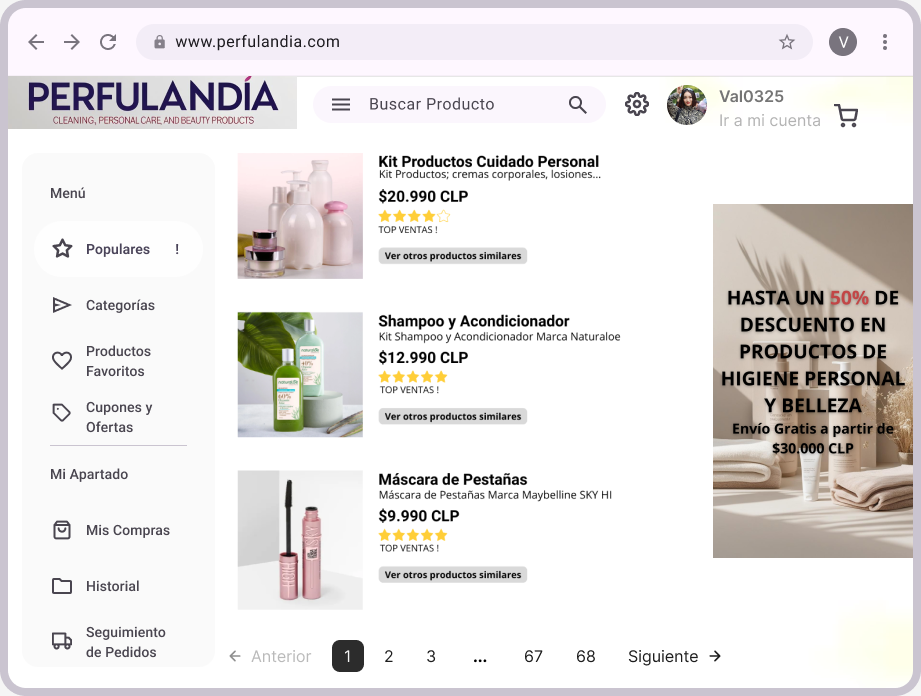 www.perfulandia.com
V
PERFULANDÍA
CLEANING, PERSONAL CARE, AND BEAUTY PRODUCTS
Buscar Producto
Val0325
Ir a mi cuenta
Menú
Populares !
Categorías
Productos
Favoritos
Cupones y
Ofertas
Mi Apartado
Mis Compras
Historial
Seguimiento
de Pedidos
Kit Productos Cuidado Personal
Kit Productos; cremas corporales, losiones...
$20.990 CLP
TOP VENTAS !
Ver otros productos similares
Shampoo y Acondicionador
Kit Shampoo y Acondicionador Marca Naturaloe
$12.990 CLP
TOP VENTAS !
Ver otros productos similares
Máscara de Pestañas
Máscara de Pestañas Marca Maybelline SKY HI
$9.990 CLP
TOP VENTAS !
Ver otros productos similares
HASTA UN 50% DE
DESCUENTO EN
PRODUCTOS DE
HIGIENE PERSONAL
Y BELLEZA
Envío Gratis a partir de
$30.000 CLP
Anterior 1 2 3 ... 67 68 Siguiente